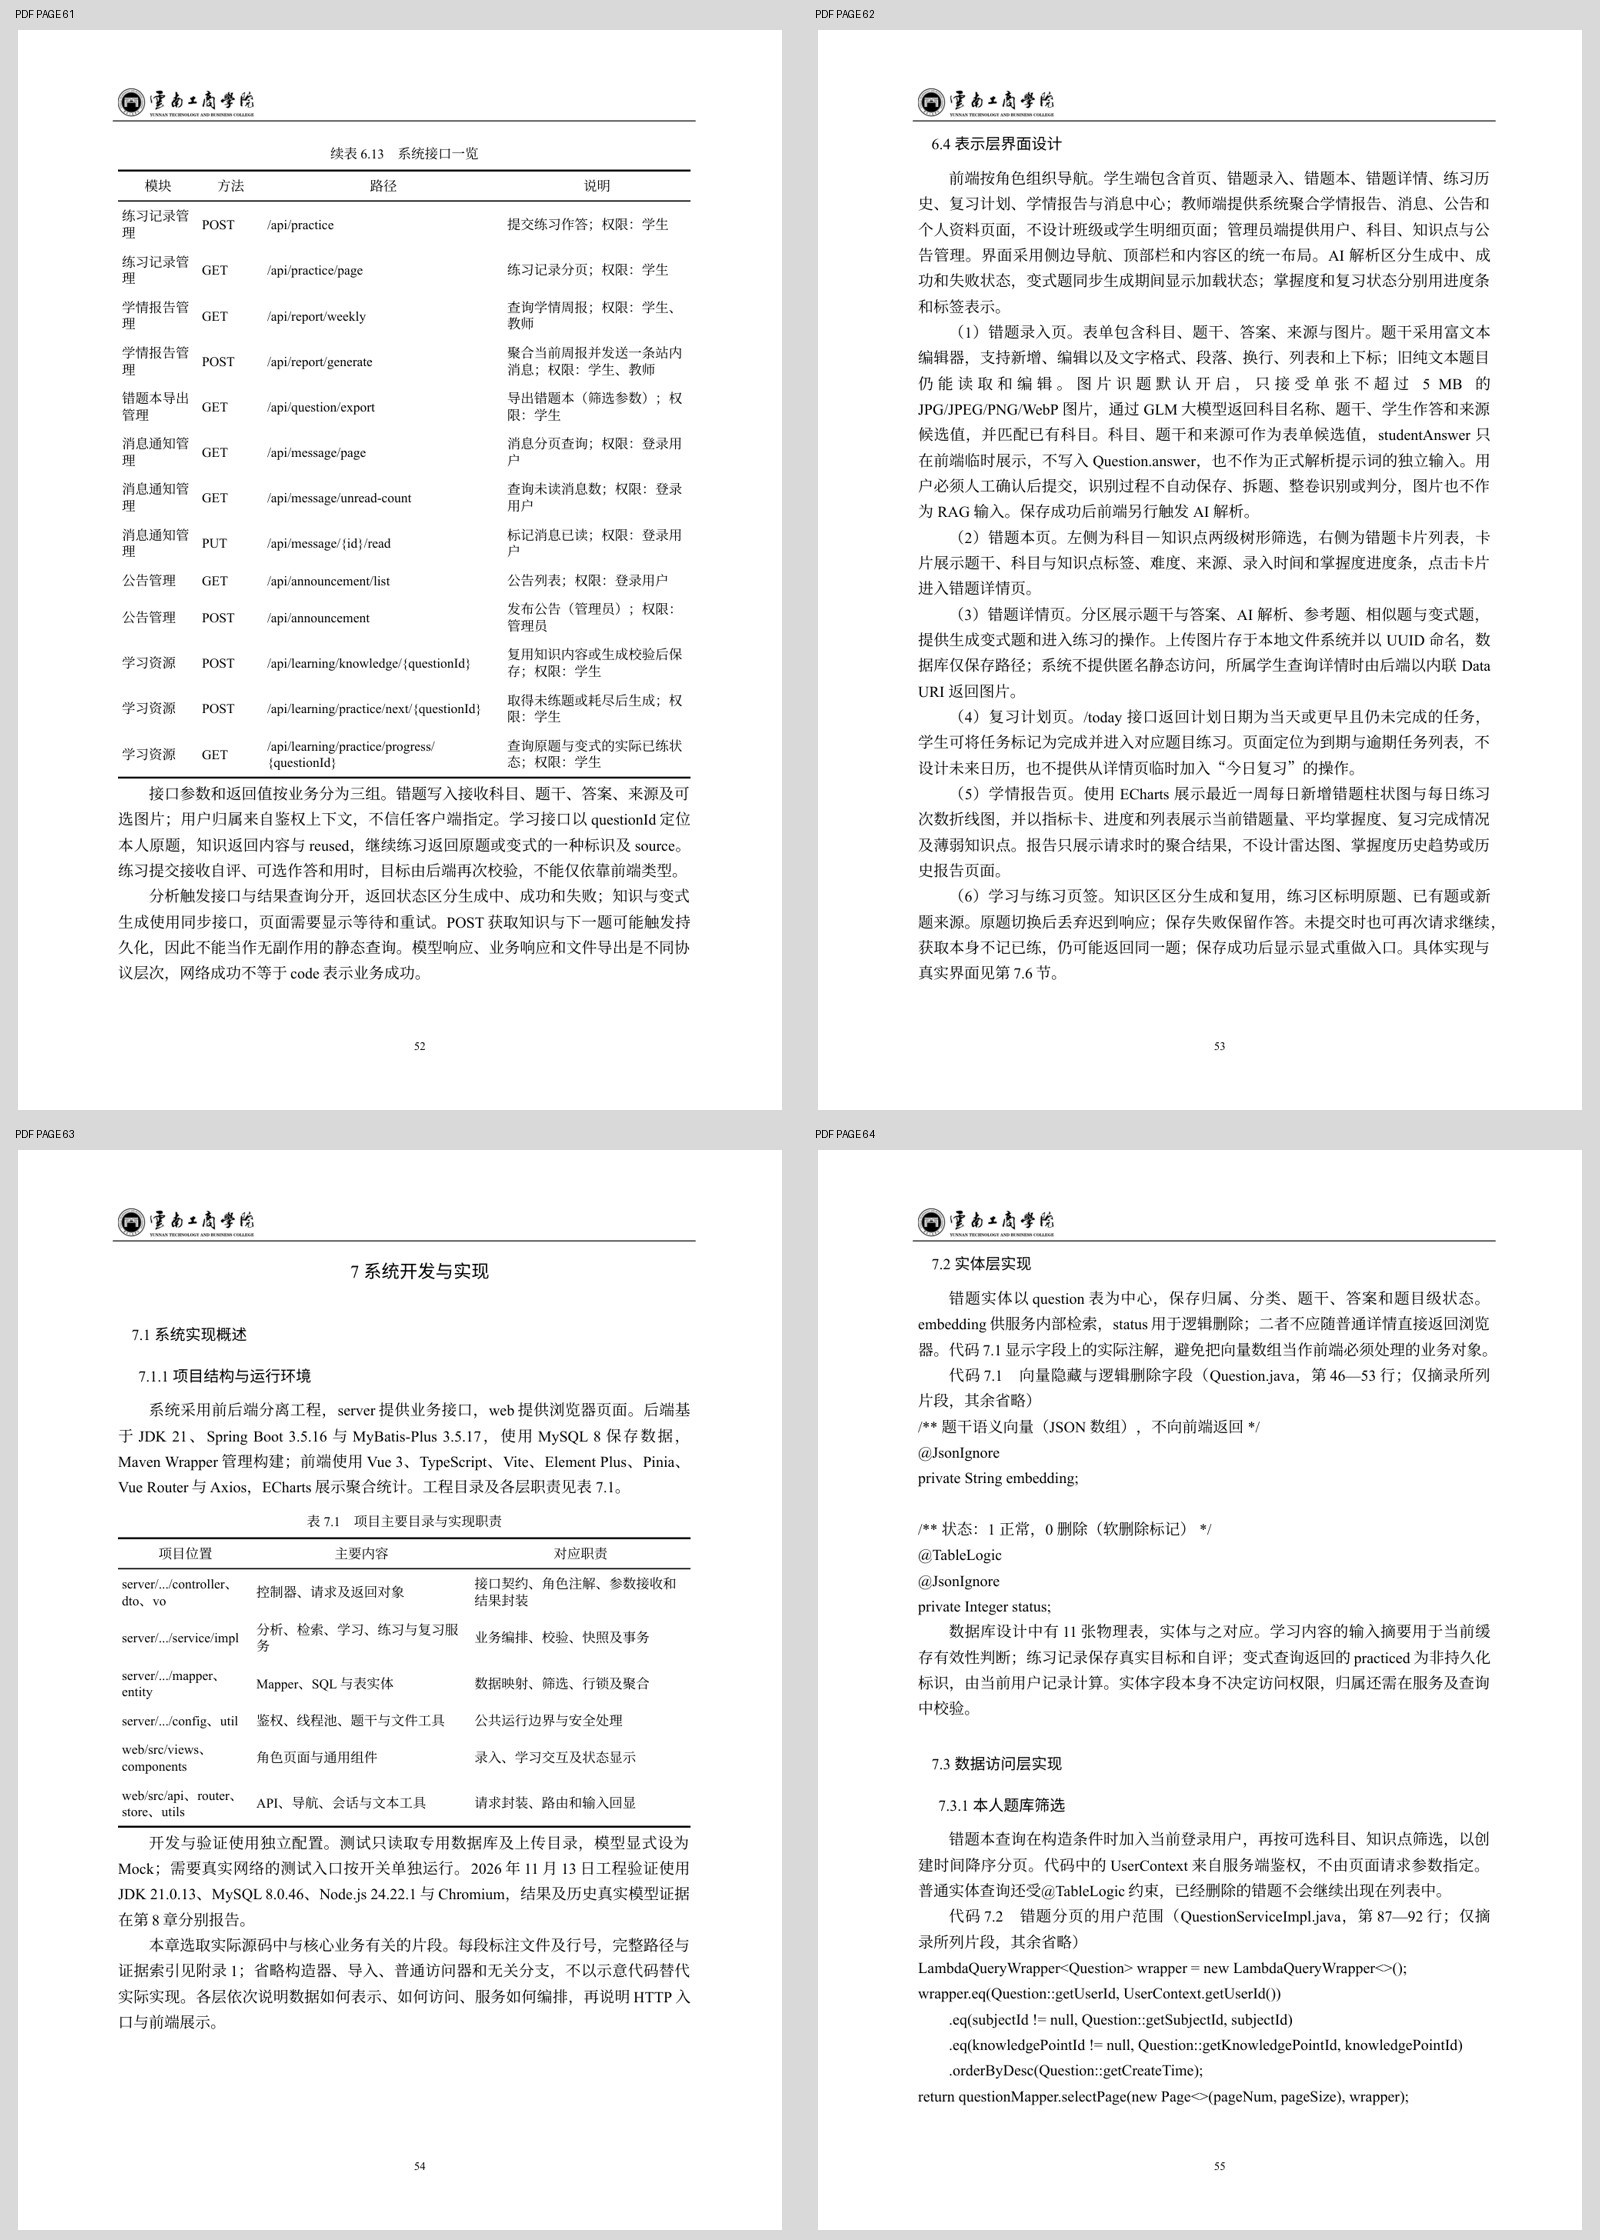 PDF PAGE 61
雲南工商學院
YUNNAN TECHNOLOGY AND BUSINESS COLLEGE
续表 6.13 系统接口一览
模块 方法 路径 说明
练习记录管理 POST /api/practice 提交练习作答；权限：学生
练习记录管理 GET /api/practice/page 练习记录分页；权限：学生
学情报告管理 GET /api/report/weekly 查询学情周报；权限：学生、教师
学情报告管理 POST /api/report/generate 聚合当前周报并发送一条站内消息；权限：学生、教师
错题本导出管理 GET /api/question/export 导出错题本（筛选参数）；权限：学生
消息通知管理 GET /api/message/page 消息分页查询；权限：登录用户
消息通知管理 GET /api/message/unread-count 查询未读消息数；权限：登录用户
消息通知管理 PUT /api/message/{id}/read 标记消息已读；权限：登录用户
公告管理 GET /api/announcement/list 公告列表；权限：登录用户
公告管理 POST /api/announcement 发布公告（管理员）；权限：管理员
学习资源 POST /api/learning/knowledge/{questionId} 复用知识内容或生成校验后保存；权限：学生
学习资源 POST /api/learning/practice/next/{questionId} 取得未练题或耗尽后生成；权限：学生
学习资源 GET /api/learning/practice/progress/{questionId} 查询原题与变式的实际已练状态；权限：学生
接口参数和返回值按业务分为三组。错题写入接收科目、题干、答案、来源及可
选图片；用户归属来自鉴权上下文，不信任客户端指定。学习接口以 questionId 定位
本人原题，知识返回内容与 reused，继续练习返回原题或变式的一种标识及 source。
练习提交接收自评、可选作答和用时，目标由后端再次校验，不能仅依靠前端类型。
分析触发接口与结果查询分开，返回状态区分生成中、成功和失败；知识与变式
生成使用同步接口，页面需要显示等待和重试。POST 获取知识与下一题可能触发持
久化，因此不能当作无副作用的静态查询。模型响应、业务响应和文件导出是不同协
议层次，网络成功不等于 code 表示业务成功。
52
PDF PAGE 62
雲南工商學院
YUNNAN TECHNOLOGY AND BUSINESS COLLEGE
6.4 表示层界面设计
前端按角色组织导航。学生端包含首页、错题录入、错题本、错题详情、练习历
史、复习计划、学情报告与消息中心；教师端提供系统聚合学情报告、消息、公告和
个人资料页面，不设计班级或学生明细页面；管理员端提供用户、科目、知识点与公
告管理。界面采用侧边导航、顶部栏和内容区的统一布局。AI 解析区分生成中、成
功和失败状态，变式题同步生成期间显示加载状态；掌握度和复习状态分别用进度条
和标签表示。
（1）错题录入页。表单包含科目、题干、答案、来源与图片。题干采用富文本
编辑器，支持新增、编辑以及文字格式、段落、换行、列表和上下标；旧纯文本题目
仍能读取和编辑。图片识题默认开启，只接受单张不超过 5 MB 的
JPG/JPEG/PNG/WebP 图片，通过 GLM 大模型返回科目名称、题干、学生作答和来源
候选值，并匹配已有科目。科目、题干和来源可作为表单候选值，studentAnswer 只
在前端临时展示，不写入 Question.answer，也不作为正式解析提示词的独立输入。用
户必须人工确认后提交，识别过程不自动保存、拆题、整卷识别或判分，图片也不作
为 RAG 输入。保存成功后前端另行触发 AI 解析。
（2）错题本页。左侧为科目—知识点两级树形筛选，右侧为错题卡片列表，卡
片展示题干、科目与知识点标签、难度、来源、录入时间和掌握度进度条，点击卡片
进入错题详情页。
（3）错题详情页。分区展示题干与答案、AI 解析、参考题、相似题与变式题，
提供生成变式题和进入练习的操作。上传图片存于本地文件系统并以 UUID 命名，数
据库仅保存路径；系统不提供匿名静态访问，所属学生查询详情时由后端以内联 Data
URI 返回图片。
（4）复习计划页。/today 接口返回计划日期为当天或更早且仍未完成的任务，
学生可将任务标记为完成并进入对应题目练习。页面定位为到期与逾期任务列表，不
设计未来日历，也不提供从详情页临时加入“今日复习”的操作。
（5）学情报告页。使用 ECharts 展示最近一周每日新增错题柱状图与每日练习
次数折线图，并以指标卡、进度和列表展示当前错题量、平均掌握度、复习完成情况
及薄弱知识点。报告只展示请求时的聚合结果，不设计雷达图、掌握度历史趋势或历
史报告页面。
（6）学习与练习页签。知识区区分生成和复用，练习区标明原题、已有题或新
题来源。原题切换后丢弃迟到响应；保存失败保留作答。未提交时也可再次请求继续，
获取本身不记已练，仍可能返回同一题；保存成功后显示显式重做入口。具体实现与
真实界面见第 7.6 节。
53
PDF PAGE 63
雲南工商學院
YUNNAN TECHNOLOGY AND BUSINESS COLLEGE
7 系统开发与实现
7.1 系统实现概述
7.1.1 项目结构与运行环境
系统采用前后端分离工程，server 提供业务接口，web 提供浏览器页面。后端基
于 JDK 21、Spring Boot 3.5.16 与 MyBatis-Plus 3.5.17，使用 MySQL 8 保存数据，
Maven Wrapper 管理构建；前端使用 Vue 3、TypeScript、Vite、Element Plus、Pinia、
Vue Router 与 Axios，ECharts 展示聚合统计。工程目录及各层职责见表 7.1。
表 7.1 项目主要目录与实现职责
项目位置 主要内容 对应职责
server/.../controller、dto、vo 控制器、请求及返回对象 接口契约、角色注解、参数接收和结果封装
server/.../service/impl 分析、检索、学习、练习与复习服务 业务编排、校验、快照及事务
server/.../mapper、entity Mapper、SQL 与表实体 数据映射、筛选、行锁及聚合
server/.../config、util 鉴权、线程池、题干与文件工具 公共运行边界与安全处理
web/src/views、components 角色页面与通用组件 录入、学习交互及状态显示
web/src/api、router、store、utils API、导航、会话与文本工具 请求封装、路由和输入回显
开发与验证使用独立配置。测试只读取专用数据库及上传目录，模型显式设为
Mock；需要真实网络的测试入口按开关单独运行。2026 年 11 月 13 日工程验证使用
JDK 21.0.13、MySQL 8.0.46、Node.js 24.22.1 与 Chromium，结果及历史真实模型证据
在第 8 章分别报告。
本章选取实际源码中与核心业务有关的片段。每段标注文件及行号，完整路径与
证据索引见附录 1；省略构造器、导入、普通访问器和无关分支，不以示意代码替代
实际实现。各层依次说明数据如何表示、如何访问、服务如何编排，再说明 HTTP 入
口与前端展示。
54
PDF PAGE 64
雲南工商學院
YUNNAN TECHNOLOGY AND BUSINESS COLLEGE
7.2 实体层实现
错题实体以 question 表为中心，保存归属、分类、题干、答案和题目级状态。
embedding 供服务内部检索，status 用于逻辑删除；二者不应随普通详情直接返回浏览
器。代码 7.1 显示字段上的实际注解，避免把向量数组当作前端必须处理的业务对象。
代码 7.1 向量隐藏与逻辑删除字段（Question.java，第 46—53 行；仅摘录所列
片段，其余省略）
/** 题干语义向量（JSON 数组），不向前端返回 */
@JsonIgnore
private String embedding;
/** 状态：1 正常，0 删除（软删除标记） */
@TableLogic
@JsonIgnore
private Integer status;
数据库设计中有 11 张物理表，实体与之对应。学习内容的输入摘要用于当前缓
存有效性判断；练习记录保存真实目标和自评；变式查询返回的 practiced 为非持久化
标识，由当前用户记录计算。实体字段本身不决定访问权限，归属还需在服务及查询
中校验。
7.3 数据访问层实现
7.3.1 本人题库筛选
错题本查询在构造条件时加入当前登录用户，再按可选科目、知识点筛选，以创
建时间降序分页。代码中的 UserContext 来自服务端鉴权，不由页面请求参数指定。
普通实体查询还受@TableLogic 约束，已经删除的错题不会继续出现在列表中。
代码 7.2 错题分页的用户范围（QuestionServiceImpl.java，第 87—92 行；仅摘
录所列片段，其余省略）
LambdaQueryWrapper<Question> wrapper = new LambdaQueryWrapper<>();
wrapper.eq(Question::getUserId, UserContext.getUserId())
.eq(subjectId != null, Question::getSubjectId, subjectId)
.eq(knowledgePointId != null, Question::getKnowledgePointId, knowledgePointId)
.orderByDesc(Question::getCreateTime);
return questionMapper.selectPage(new Page<>(pageNum, pageSize), wrapper);
55